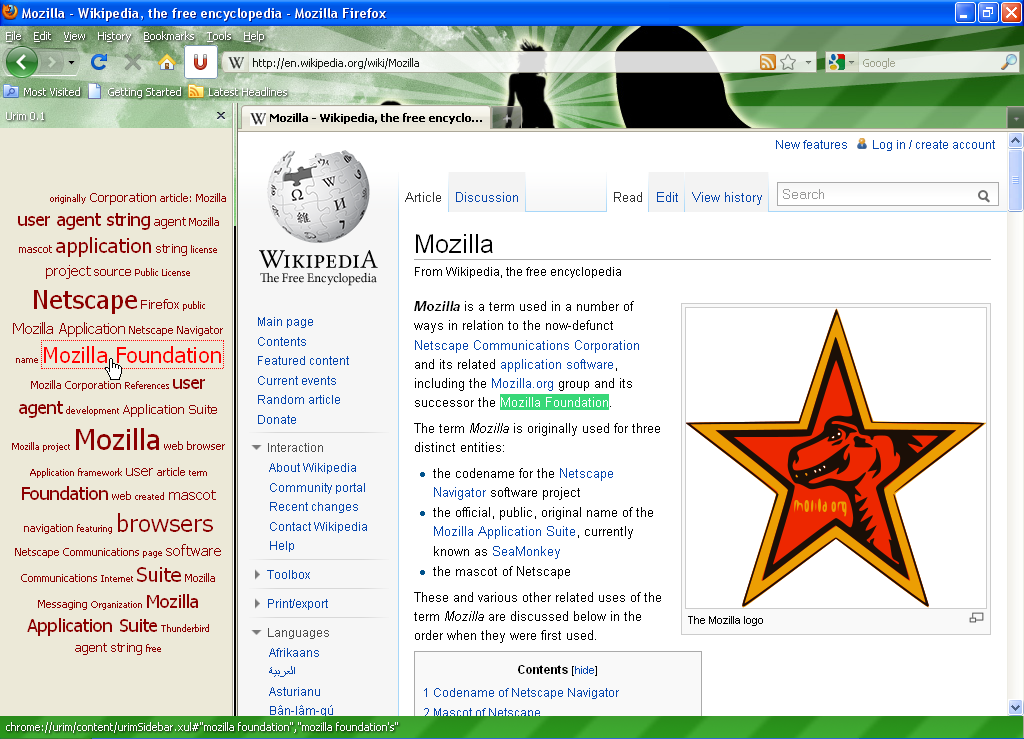 Mozilla - Wikipedia, the free encyclopedia - Mozilla Firefox
File Edit View History Bookmarks Tools Help
W http://en.wikipedia.org/wiki/Mozilla
Google
Most Visited Getting Started Latest Headlines
Urim 0.1
W Mozilla - Wikipedia, the free encyclo...
originally Corporation article: Mozilla
user agent string agent Mozilla
mascot application string license
project source Public License
Netscape Firefox public
Mozilla Application Netscape Navigator
name Mozilla Foundation
Mozilla Corporation References user
agent development Application Suite
Mozilla project Mozilla web browser
Application framework user article term
Foundation web created mascot
navigation featuring browsers
Netscape Communications page software
Communications Internet Suite Mozilla
Messaging Organization Mozilla
Application Suite Thunderbird
agent string free
WIKIPEDIA
The Free Encyclopedia
Main page
Contents
Featured content
Current events
Random article
Donate
Interaction
About Wikipedia
Community portal
Recent changes
Contact Wikipedia
Help
Toolbox
Print/export
Languages
Afrikaans
العربية
Asturianu
Bân-lâm-gú
New features Log in / create account
Article Discussion Read Edit View history Search
Mozilla
From Wikipedia, the free encyclopedia
Mozilla is a term used in a number of
ways in relation to the now-defunct
Netscape Communications Corporation
and its related application software,
including the Mozilla.org group and its
successor the Mozilla Foundation.
The term Mozilla is originally used for three
distinct entities:
• the codename for the Netscape
Navigator software project
• the official, public, original name of the
Mozilla Application Suite, currently
known as SeaMonkey
• the mascot of Netscape
These and various other related uses of the
term Mozilla are discussed below in the
order when they were first used.
mozilla org
The Mozilla logo
Contents [hide]
1 Codename of Netscape Navigator
2 Mascot of Netscape
chrome://urim/content/urimSidebar.xul#"mozilla foundation","mozilla foundation's"